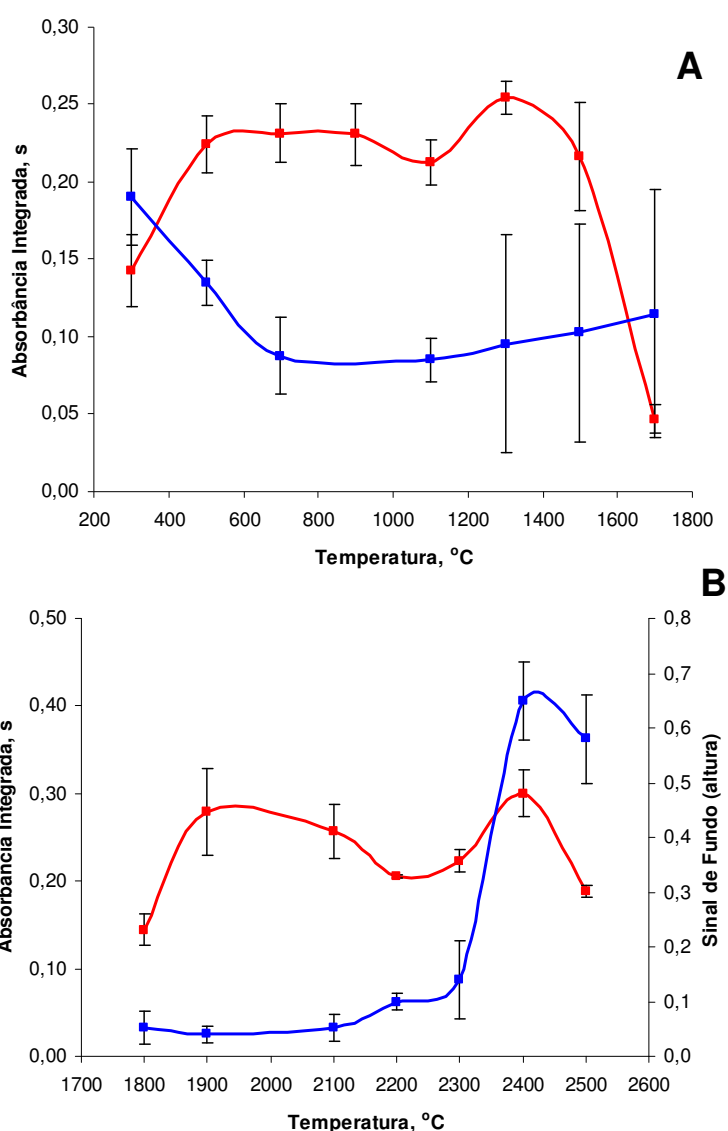 A
0,30
0,25
0,20
0,15
0,10
0,05
0,00
Absorbância Integrada, s
200 400 600 800 1000 1200 1400 1600 1800
Temperatura, °C
B
0,50
0,40
0,30
0,20
0,10
0,00
Absorbancia Integrada, s
0,8
0,7
0,6
0,5
0,4
0,3
0,2
0,1
0,0
Sinal de Fundo (altura)
1700 1800 1900 2000 2100 2200 2300 2400 2500 2600
Temperatura, °C